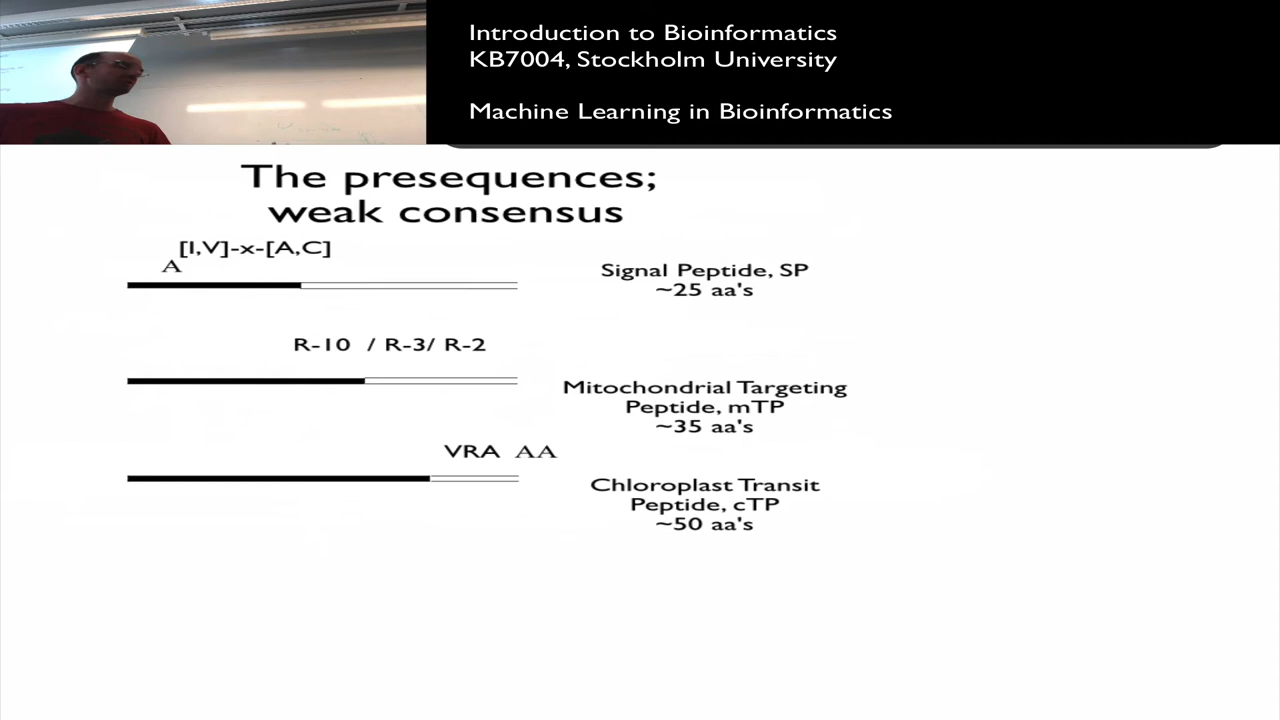 Introduction to Bioinformatics
KB7004, Stockholm University
Machine Learning in Bioinformatics
The presequences;
weak consensus
[I,V]-x-[A,C]
A
Signal Peptide, SP
~25 aa's
R-10 / R-3/ R-2
Mitochondrial Targeting
Peptide, mTP
~35 aa's
VRA AA
Chloroplast Transit
Peptide, cTP
~50 aa's